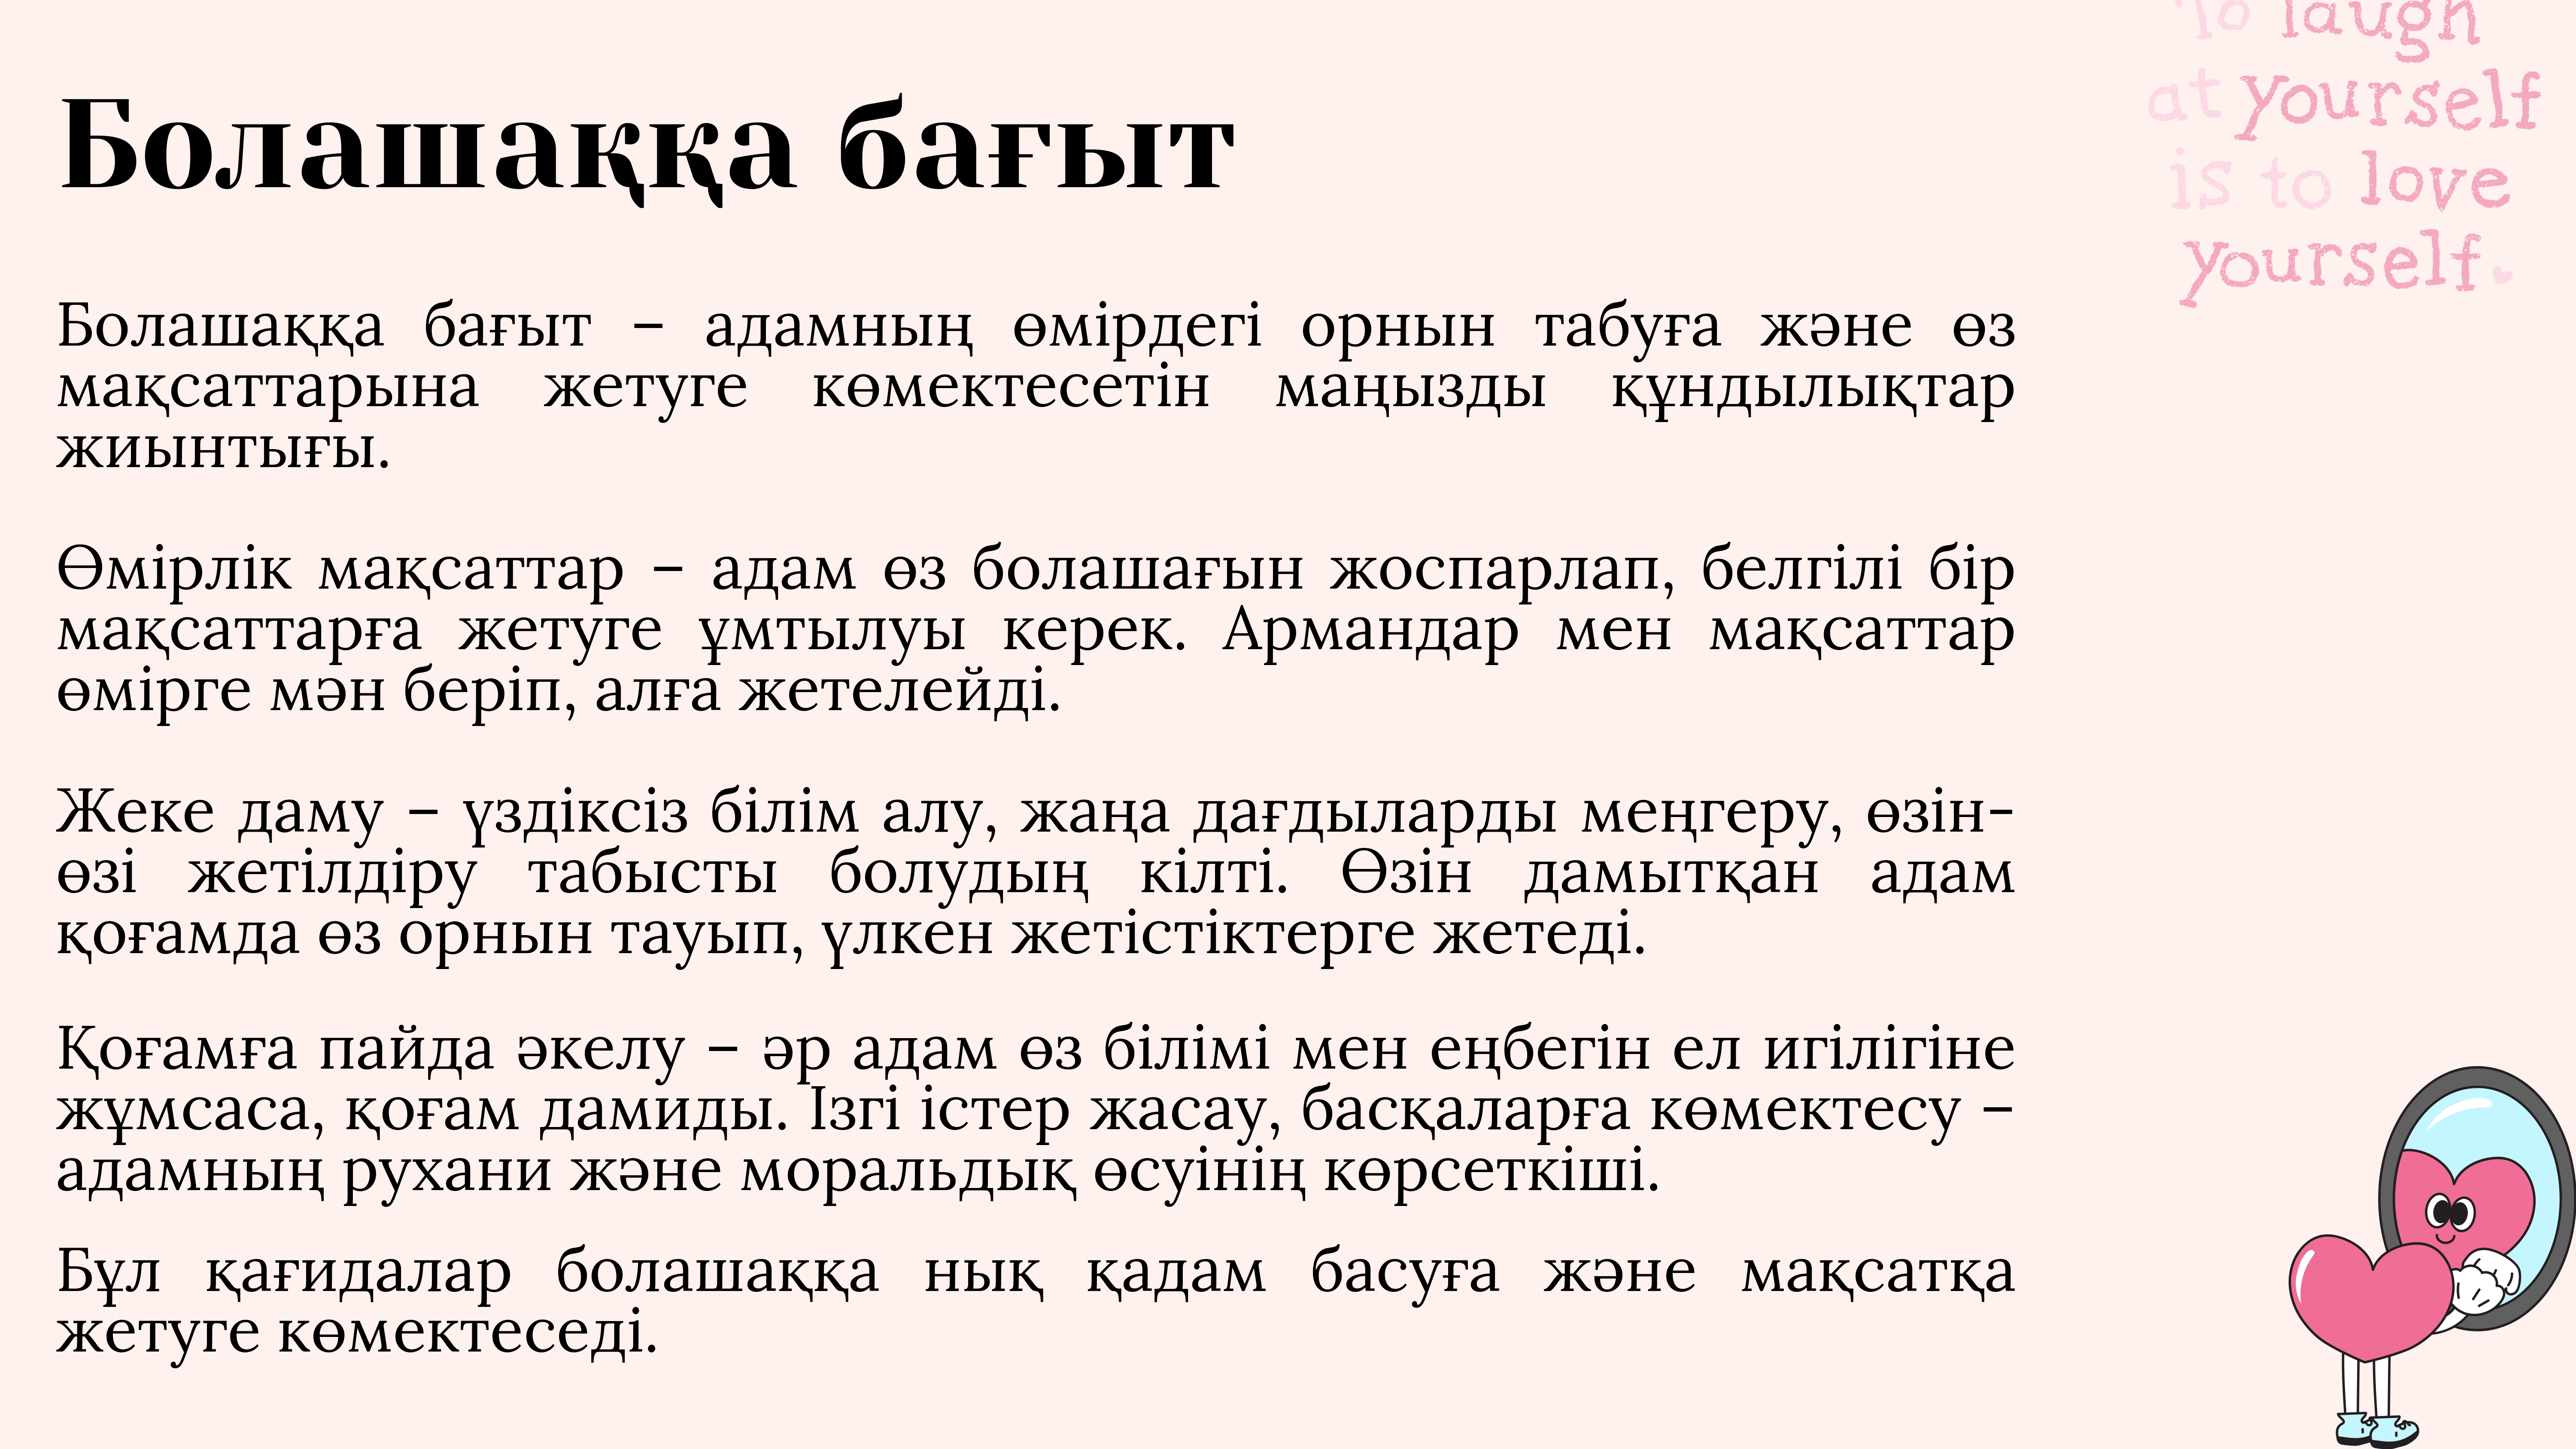 To laugh
at yourself
is to love
yourself
Болашаққа бағыт
Болашаққа бағыт – адамның өмірдегі орнын табуға және өз
мақсаттарына жетуге көмектесетін маңызды құндылықтар
жиынтығы.
Өмірлік мақсаттар – адам өз болашағын жоспарлап, белгілі бір
мақсаттарға жетуге ұмтылуы керек. Армандар мен мақсаттар
өмірге мән беріп, алға жетелейді.
Жеке даму – үздіксіз білім алу, жаңа дағдыларды меңгеру, өзін-
өзі жетілдіру табысты болудың кілті. Өзін дамытқан адам
қоғамда өз орнын тауып, үлкен жетістіктерге жетеді.
Қоғамға пайда әкелу – әр адам өз білімі мен еңбегін ел игілігіне
жұмсаса, қоғам дамиды. Ізгі істер жасау, басқаларға көмектесу –
адамның рухани және моральдық өсуінің көрсеткіші.
Бұл қағидалар болашаққа нық қадам басуға және мақсатқа
жетуге көмектеседі.